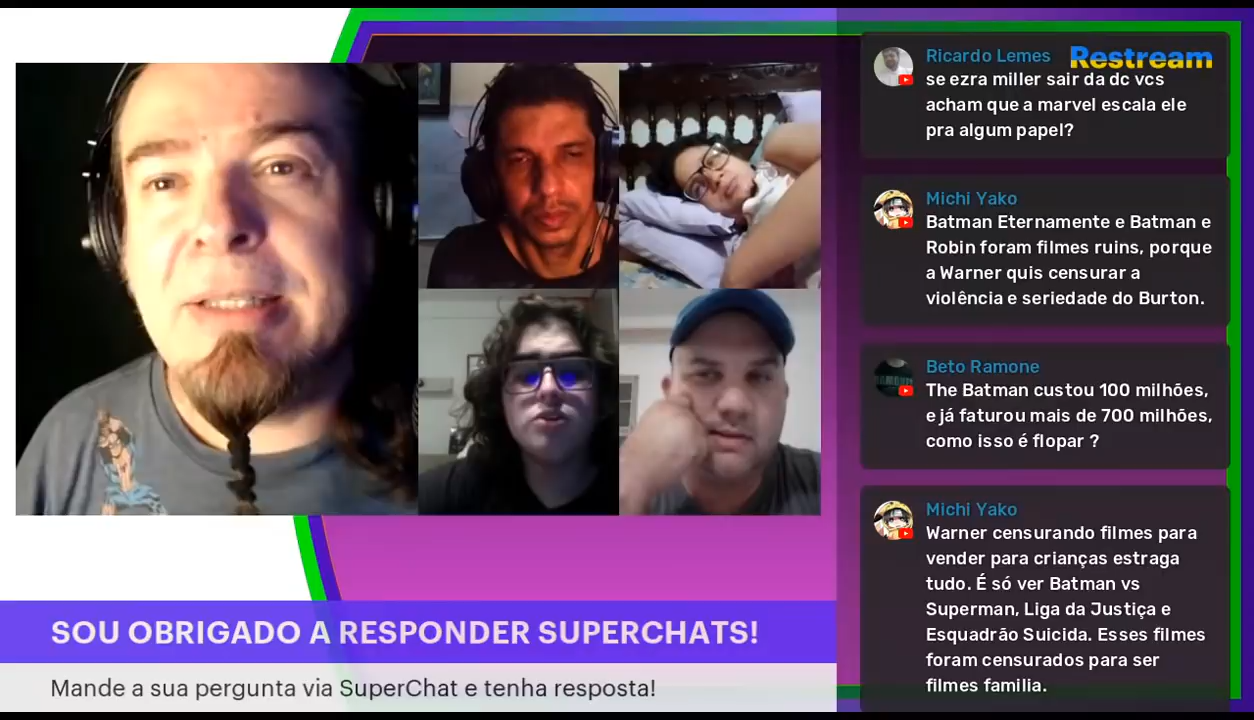 Restream
Ricardo Lemes
se ezra miller sair da dc vcs
acham que a marvel escala ele
pra algum papel?
Michi Yako
Batman Eternamente e Batman e
Robin foram filmes ruins, porque
a Warner quis censurar a
violência e seriedade do Burton.
Beto Ramone
The Batman custou 100 milhões,
e já faturou mais de 700 milhões,
como isso é flopar ?
Michi Yako
Warner censurando filmes para
vender para crianças estraga
tudo. É só ver Batman vs
Superman, Liga da Justiça e
Esquadrão Suicida. Esses filmes
foram censurados para ser
filmes familia.
SOU OBRIGADO A RESPONDER SUPERCHATS!
Mande a sua pergunta via SuperChat e tenha resposta!